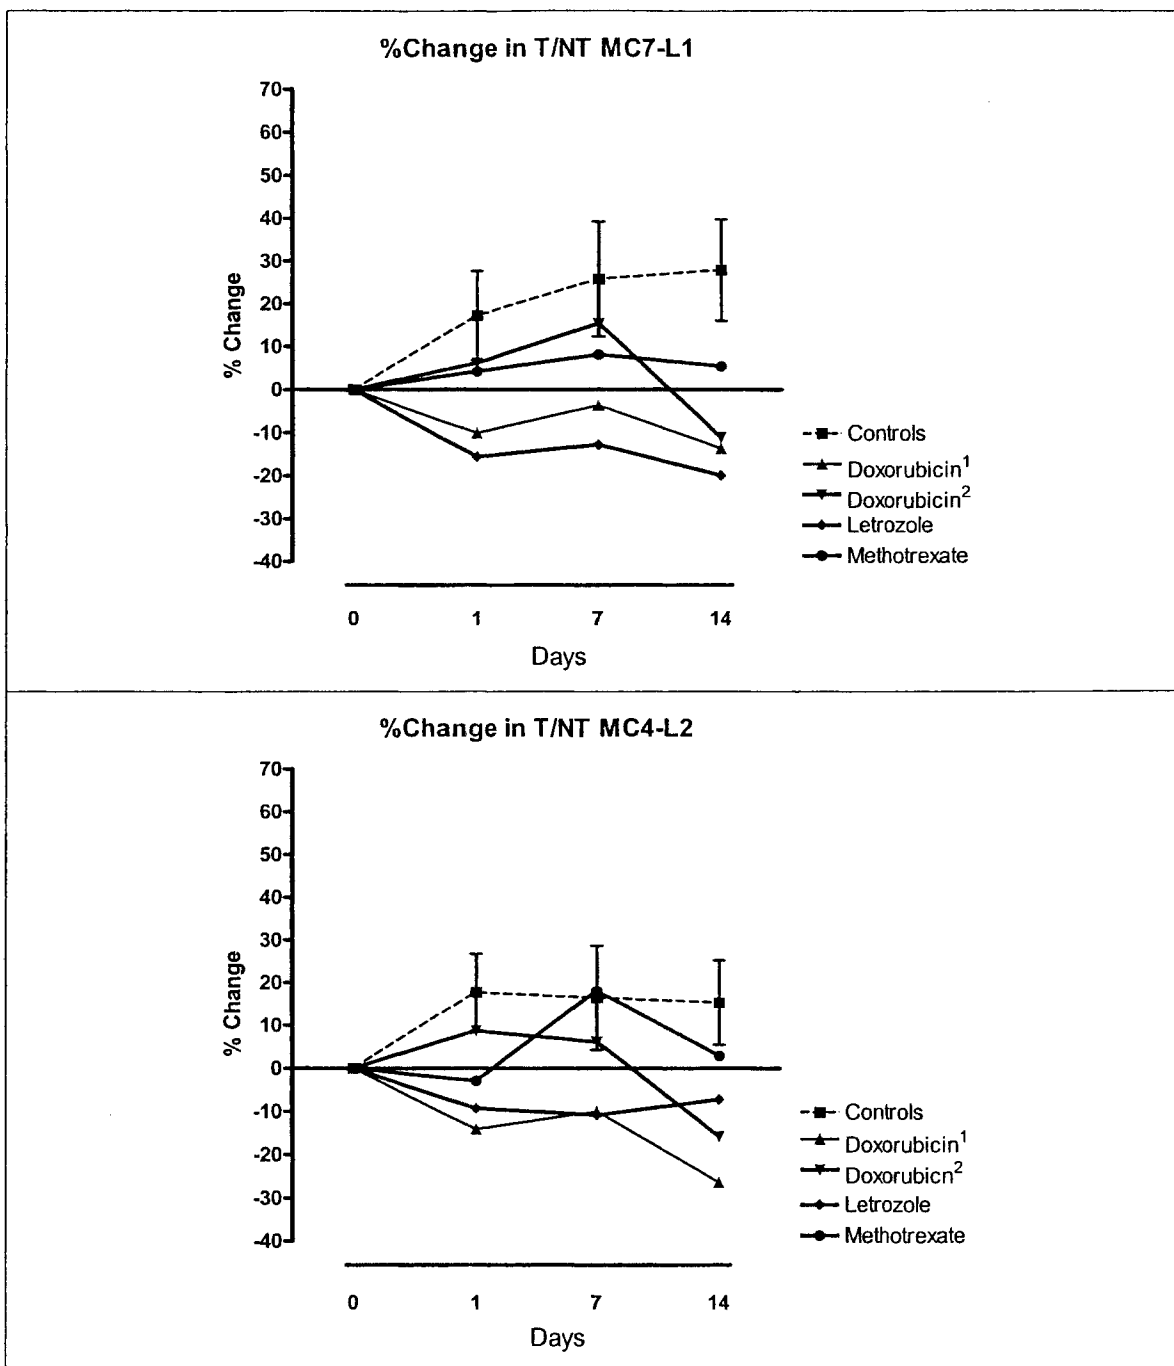 %Change in T/NT MC7-L1
70
60
50
40
30
20
10
0
-10
-20
-30
-40
% Change
0 1 7 14
Days
Controls
Doxorubicin¹
Doxorubicin²
Letrozole
Methotrexate
%Change in T/NT MC4-L2
70
60
50
40
30
20
10
0
-10
-20
-30
-40
% Change
0 1 7 14
Days
Controls
Doxorubicin¹
Doxorubicn²
Letrozole
Methotrexate